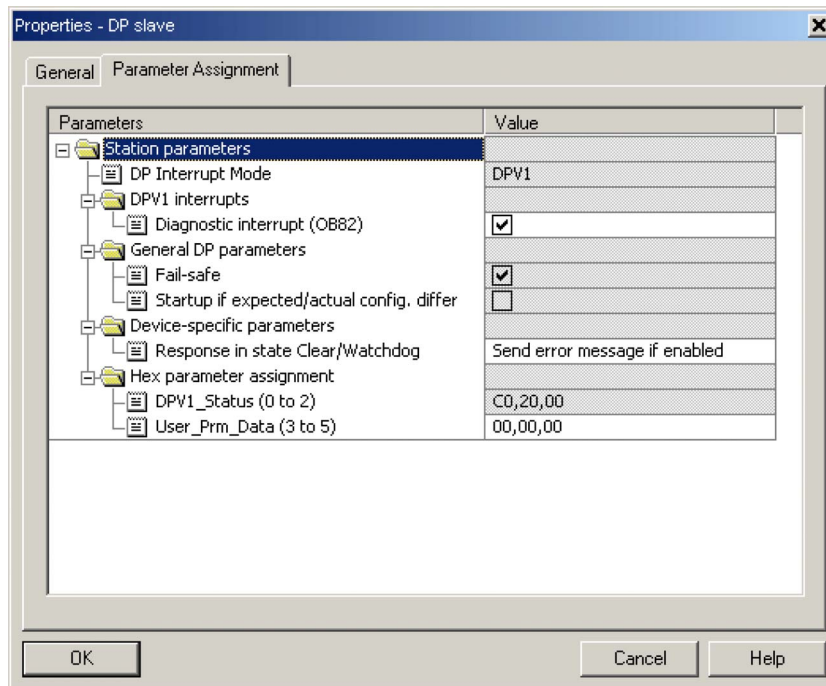 Properties - DP slave
General Parameter Assignment
Parameters Value
Station parameters
DP Interrupt Mode DPV1
DPV1 interrupts
Diagnostic interrupt (OB82)
General DP parameters
Fail-safe
Startup if expected/actual config. differ
Device-specific parameters
Response in state Clear/Watchdog Send error message if enabled
Hex parameter assignment
DPV1_Status (0 to 2) C0,20,00
User_Prm_Data (3 to 5) 00,00,00
OK Cancel Help